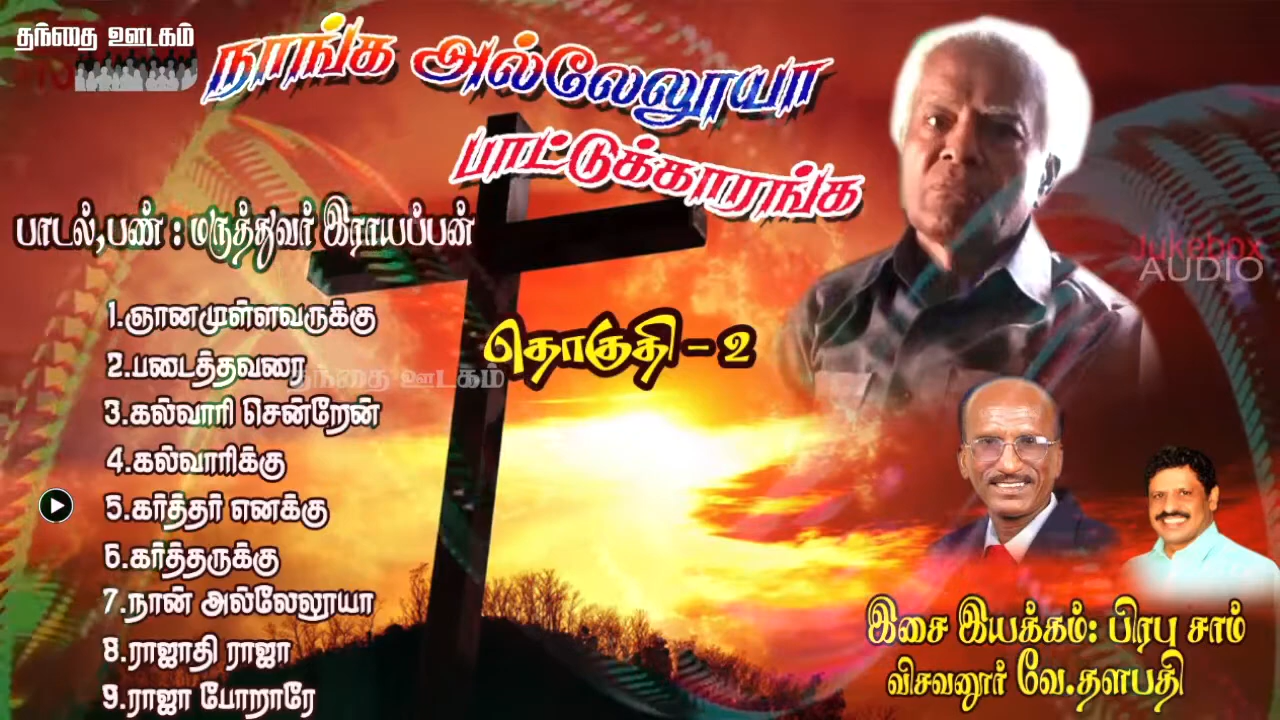 தந்தை ஊடகம்
நாங்க அல்லேலூயா
பாட்டுக்காரங்க
பாடல்,பண் : மருத்துவர் இராயப்பன்
Jukebox
AUDIO
தொகுதி - 2
1.ஞானமுள்ளவருக்கு
2.படைத்தவரை
தந்தை ஊடகம்
3.கல்வாரி சென்றேன்
4.கல்வாரிக்கு
5.கர்த்தர் எனக்கு
6.கர்த்தருக்கு
7.நான் அல்லேலூயா
8.ராஜாதி ராஜா
9.ராஜா போறாரே
இசை இயக்கம்: பிரபு சாம்
விசவனூர் வே.தளபதி